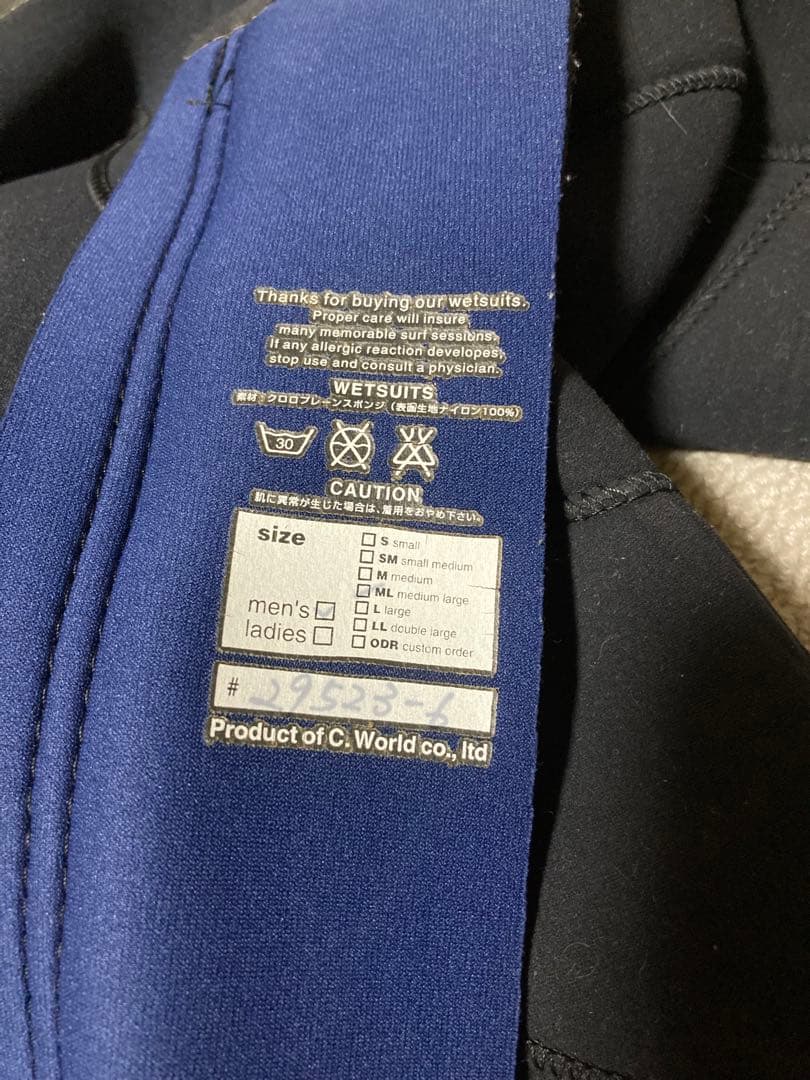 Thanks for buying our wetsuits.
Proper care will insure
many memorable surf sessions.
If any allergic reaction developes,
stop use and consult a physician.
WETSUITS
素材:クロロプレーンスポンジ(表面生地ナイロン100%)
30
CAUTION
肌に異常が生じた場合は、着用をおやめ下さい。
size
S small
SM small medium
M medium
ML medium large
L large
LL double large
ODR custom order
men's
ladies
# 29523-6
Product of C. World co., ltd